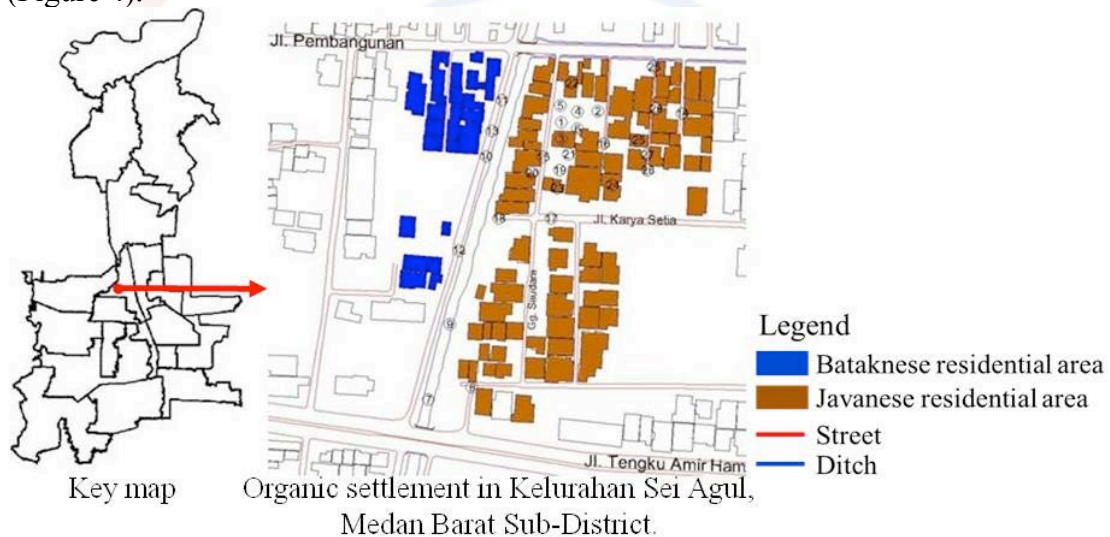 (Figure 4).
Jl. Pembangunan
Jl. Karya Setia
Gg. Saudara
Jl. Tengku Amir Ham
Legend
Bataknese residential area
Javanese residential area
Street
Ditch
Key map
Organic settlement in Kelurahan Sei Agul,
Medan Barat Sub-District.